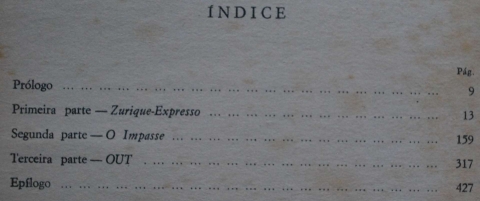 ÍNDICE
Pág.
Prólogo ... ... ... ... ... ... ... ... ... ... ... ... ... ... ... ... ... 9
Primeira parte — Zurique-Expresso ... ... ... ... ... ... ... ... ... ... 13
Segunda parte — O Impasse ... ... ... ... ... ... ... ... ... ... ... ... 159
Terceira parte — OUT . ... ... ... ... ... ... ... ... ... ... ... ... ... 317
Epílogo ... ... ... ... ... ... ... ... ... ... ... ... ... ... ... ... ... 427